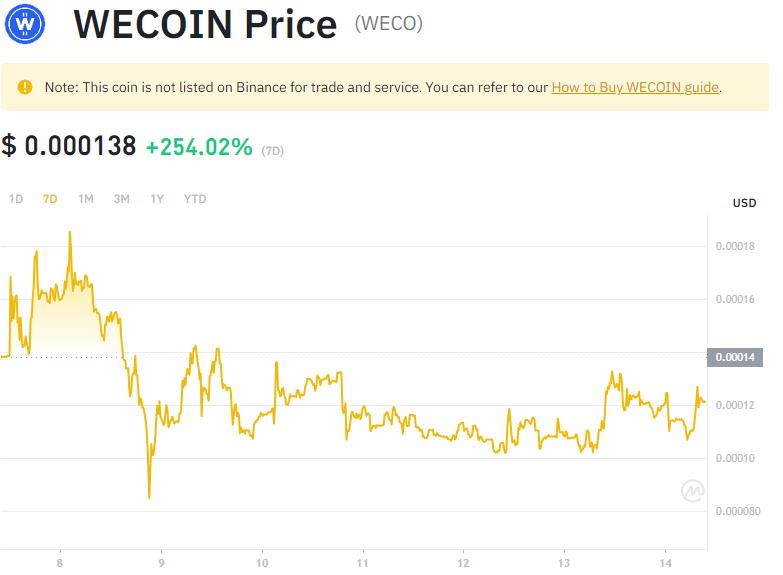 W
WECOIN Price (WECO)
Note: This coin is not listed on Binance for trade and service. You can refer to our How to Buy WECOIN guide.
$ 0.000138 +254.02% (7D)
1D 7D 1M 3M 1Y YTD
USD
0.00018
0.00016
0.00014
0.00012
0.00010
0.000080
8 9 10 11 12 13 14